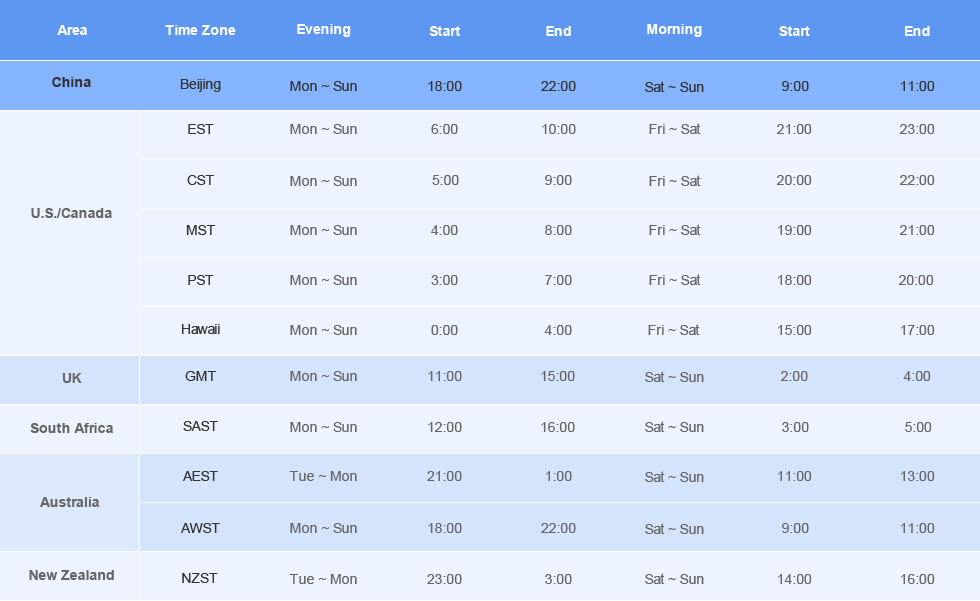 Area Time Zone Evening Start End Morning Start End
China Beijing Mon ~ Sun 18:00 22:00 Sat ~ Sun 9:00 11:00
U.S./Canada
EST Mon ~ Sun 6:00 10:00 Fri ~ Sat 21:00 23:00
CST Mon ~ Sun 5:00 9:00 Fri ~ Sat 20:00 22:00
MST Mon ~ Sun 4:00 8:00 Fri ~ Sat 19:00 21:00
PST Mon ~ Sun 3:00 7:00 Fri ~ Sat 18:00 20:00
Hawaii Mon ~ Sun 0:00 4:00 Fri ~ Sat 15:00 17:00
UK GMT Mon ~ Sun 11:00 15:00 Sat ~ Sun 2:00 4:00
South Africa SAST Mon ~ Sun 12:00 16:00 Sat ~ Sun 3:00 5:00
Australia
AEST Tue ~ Mon 21:00 1:00 Sat ~ Sun 11:00 13:00
AWST Mon ~ Sun 18:00 22:00 Sat ~ Sun 9:00 11:00
New Zealand NZST Tue ~ Mon 23:00 3:00 Sat ~ Sun 14:00 16:00